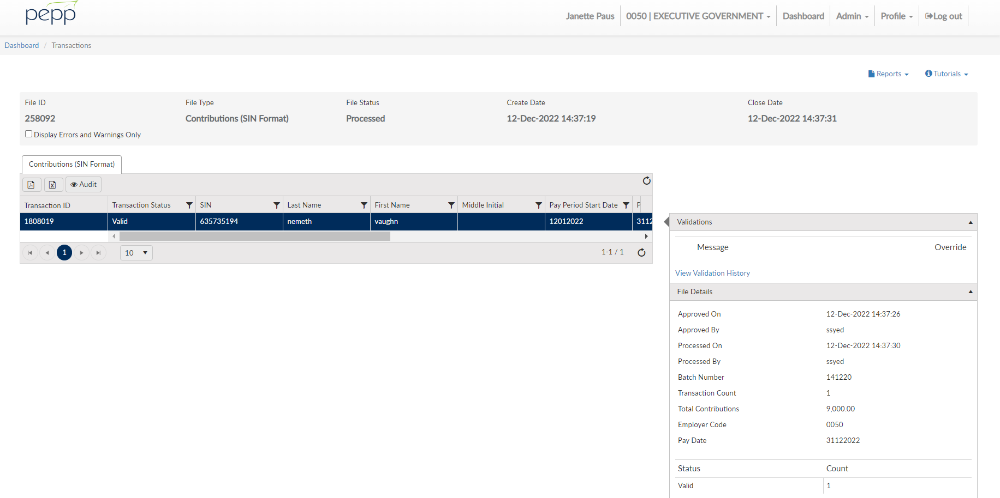 pepp
Janette Paus
0050 | EXECUTIVE GOVERNMENT
Dashboard
Admin
Profile
Log out
Dashboard / Transactions
Reports
Tutorials
File ID
File Type
File Status
Create Date
Close Date
258092
Contributions (SIN Format)
Processed
12-Dec-2022 14:37:19
12-Dec-2022 14:37:31
Display Errors and Warnings Only
Contributions (SIN Format)
Audit
Transaction ID
Transaction Status
SIN
Last Name
First Name
Middle Initial
Pay Period Start Date
P
1808019
Valid
635735194
nemeth
vaughn
12012022
3112
1
10
1-1 / 1
Validations
Message
Override
View Validation History
File Details
Approved On
12-Dec-2022 14:37:26
Approved By
ssyed
Processed On
12-Dec-2022 14:37:30
Processed By
ssyed
Batch Number
141220
Transaction Count
1
Total Contributions
9,000.00
Employer Code
0050
Pay Date
31122022
Status
Count
Valid
1